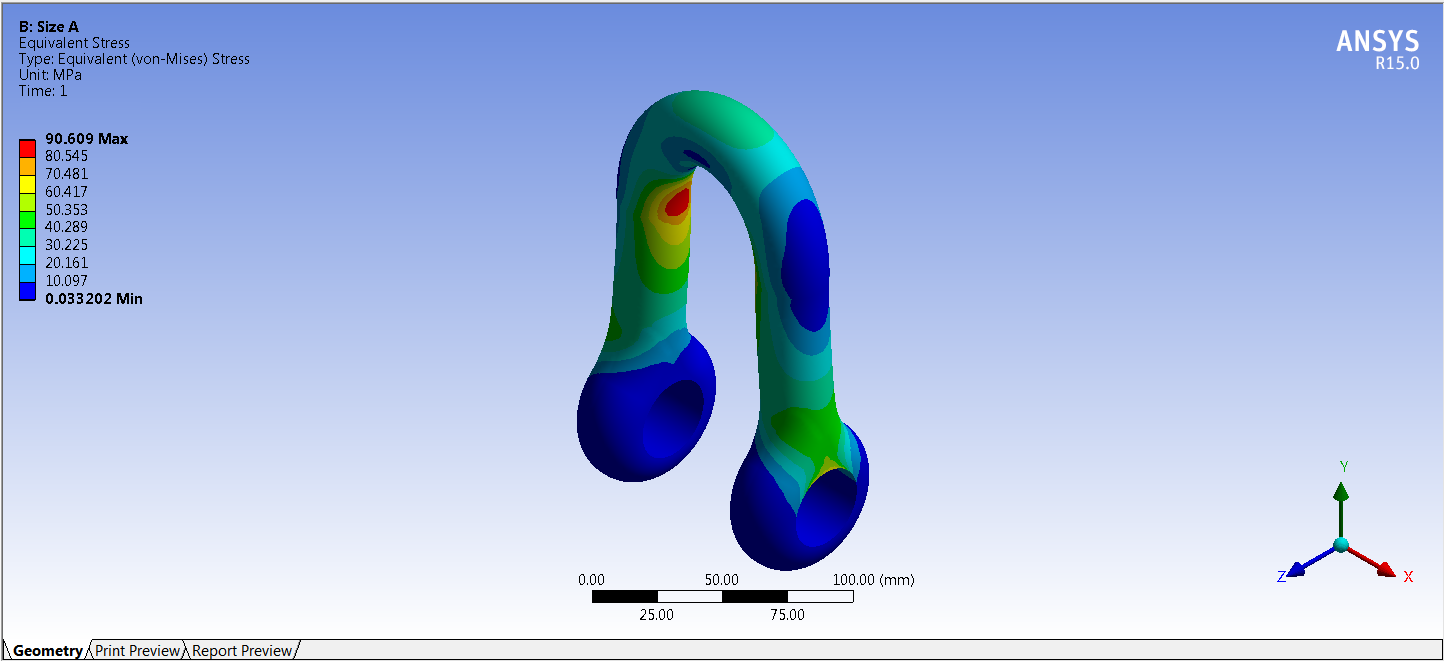 B: Size A
Equivalent Stress
Type: Equivalent (von-Mises) Stress
Unit: MPa
Time: 1
ANSYS
R15.0
90.609 Max
80.545
70.481
60.417
50.353
40.289
30.225
20.161
10.097
0.033202 Min
Y
Z X
0.00 50.00 100.00 (mm)
25.00 75.00
Geometry Print Preview Report Preview